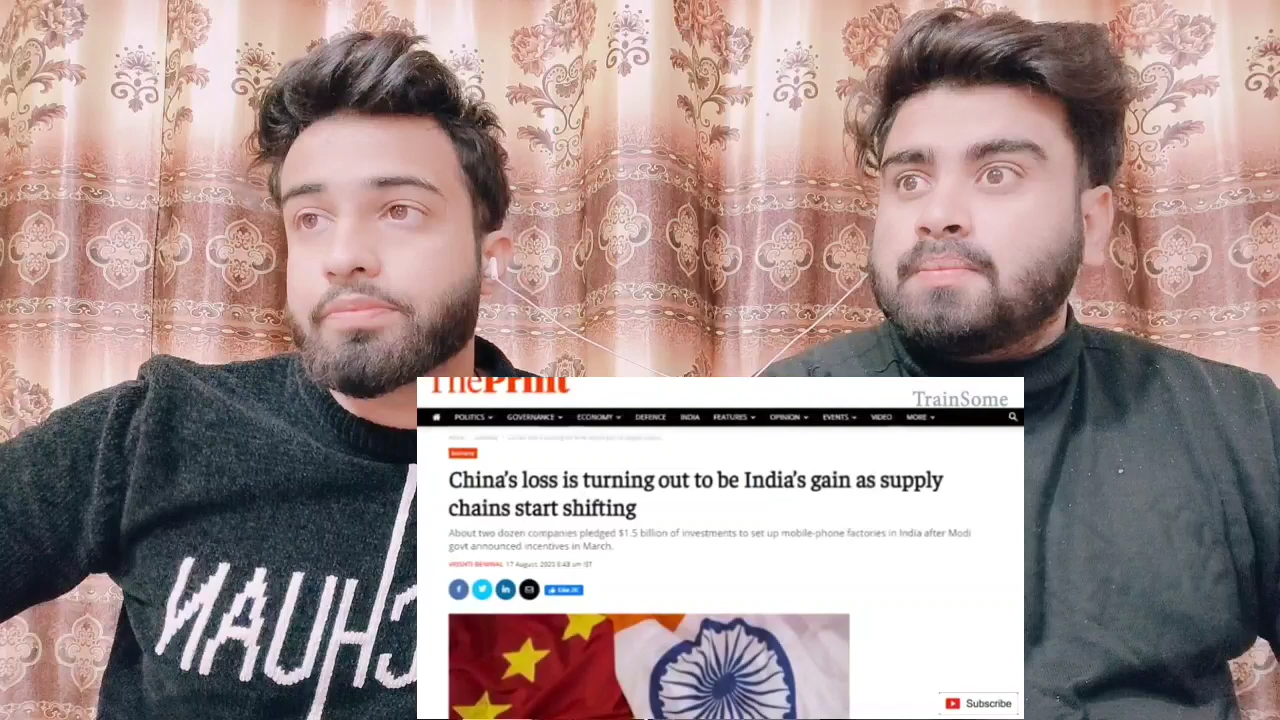 ThePrint
TrainSome
POLITICS GOVERNANCE ECONOMY DEFENCE INDIA FEATURES OPINION EVENTS VIDEO MORE
Economy
China's loss is turning out to be India's gain as supply
chains start shifting
About two dozen companies pledged $1.5 billion of investments to set up mobile-phone factories in India after Modi
govt announced incentives in March.
17 August, 2020
Subscribe